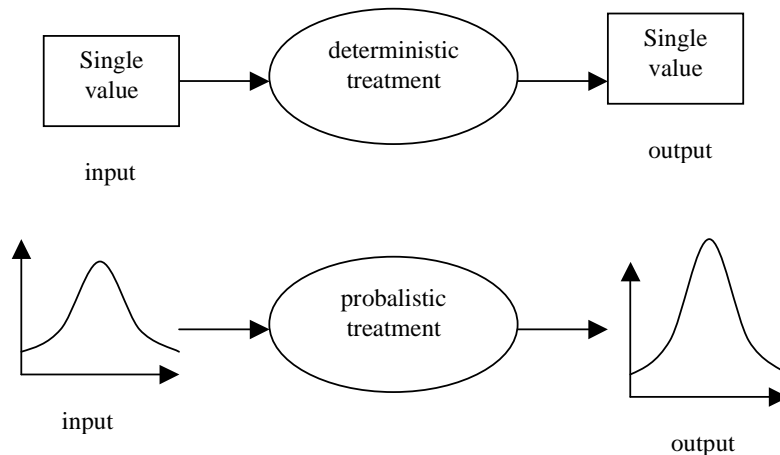 Single
value
deterministic
treatment
Single
value
input
output
probalistic
treatment
input
output